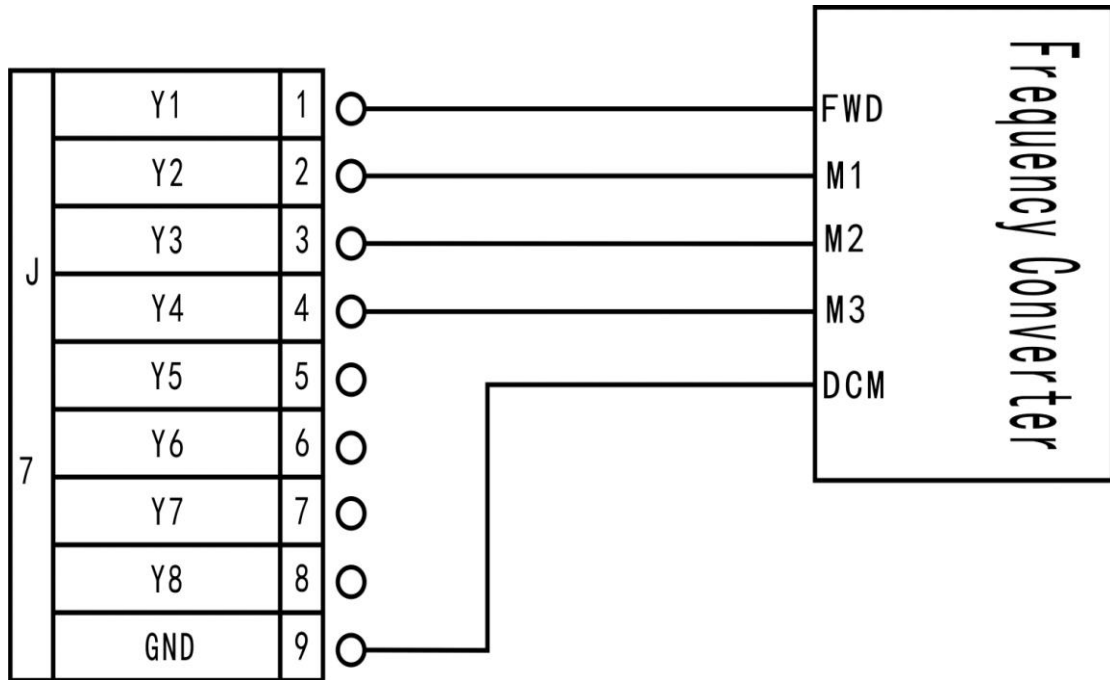 J7
Y1 1
Y2 2
Y3 3
Y4 4
Y5 5
Y6 6
Y7 7
Y8 8
GND 9
FWD
M1
M2
M3
DCM
Frequency Converter